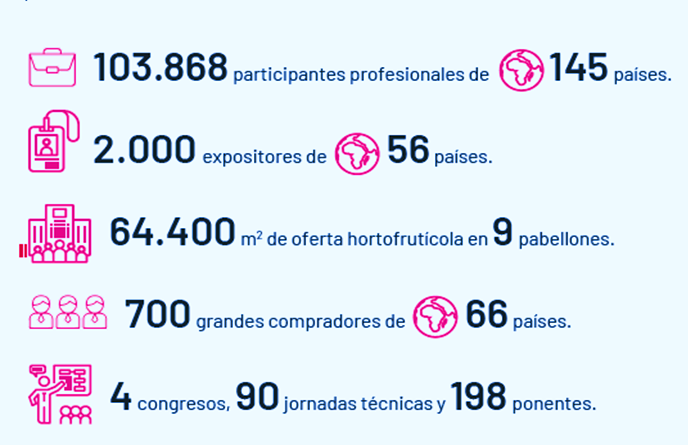 103.868 participantes profesionales de 145 países.
2.000 expositores de 56 países.
64.400 m² de oferta hortofrutícola en 9 pabellones.
700 grandes compradores de 66 países.
4 congresos, 90 jornadas técnicas y 198 ponentes.